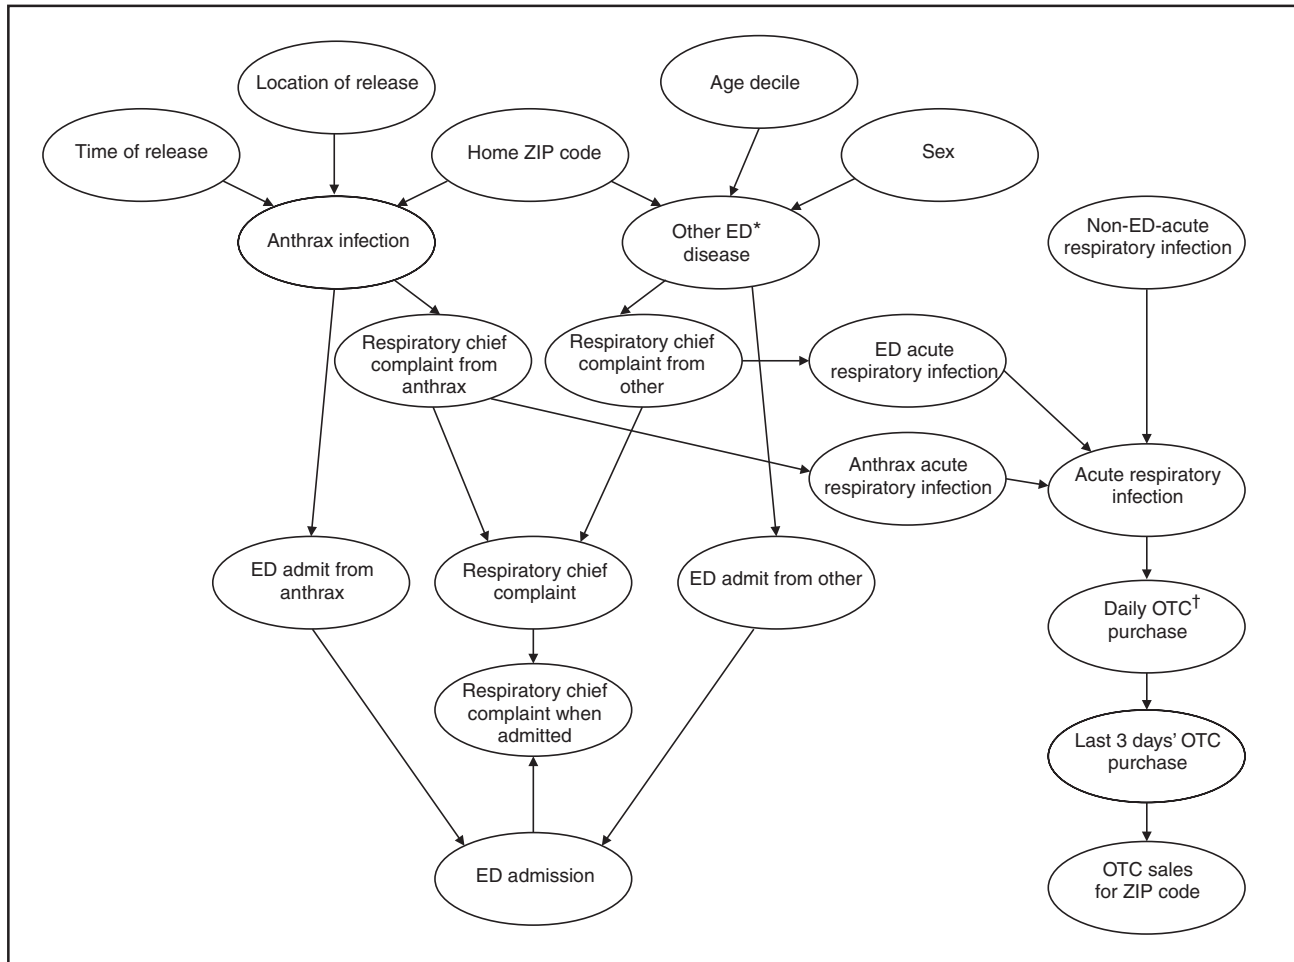 Location of release
Age decile
Time of release
Home ZIP code
Sex
Anthrax infection
Other ED*
disease
Non-ED-acute
respiratory infection
Respiratory chief
complaint from
anthrax
Respiratory chief
complaint from
other
ED acute
respiratory infection
Anthrax acute
respiratory infection
Acute respiratory
infection
ED admit from
anthrax
Respiratory chief
complaint
ED admit from other
Daily OTC†
purchase
Respiratory chief
complaint when
admitted
Last 3 days' OTC
purchase
ED admission
OTC sales
for ZIP code